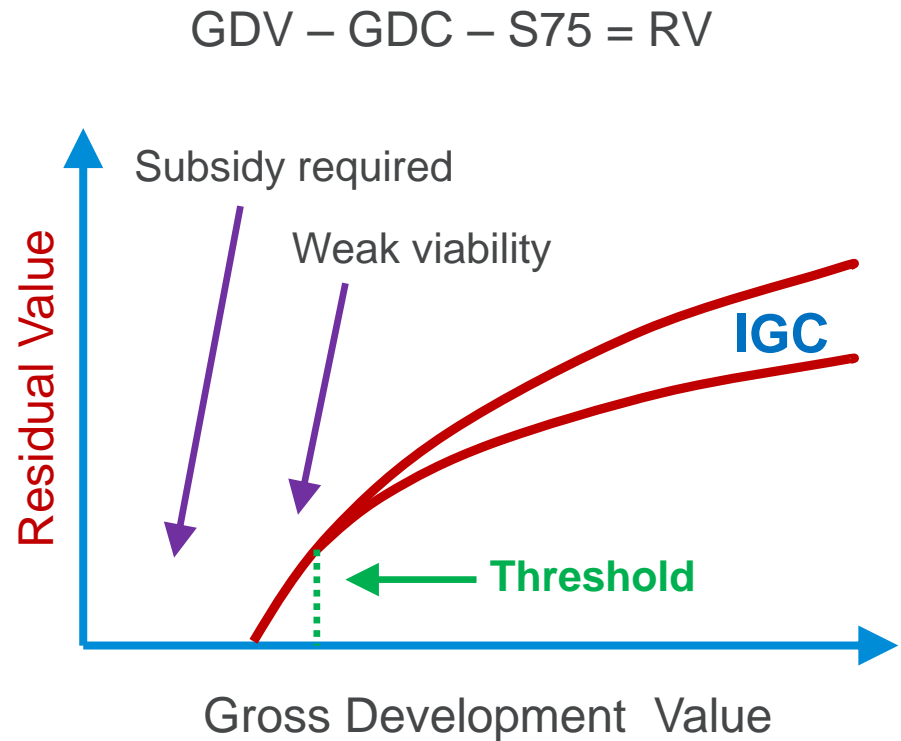 GDV – GDC – S75 = RV
Subsidy required
Weak viability
Residual Value
IGC
Threshold
Gross Development Value